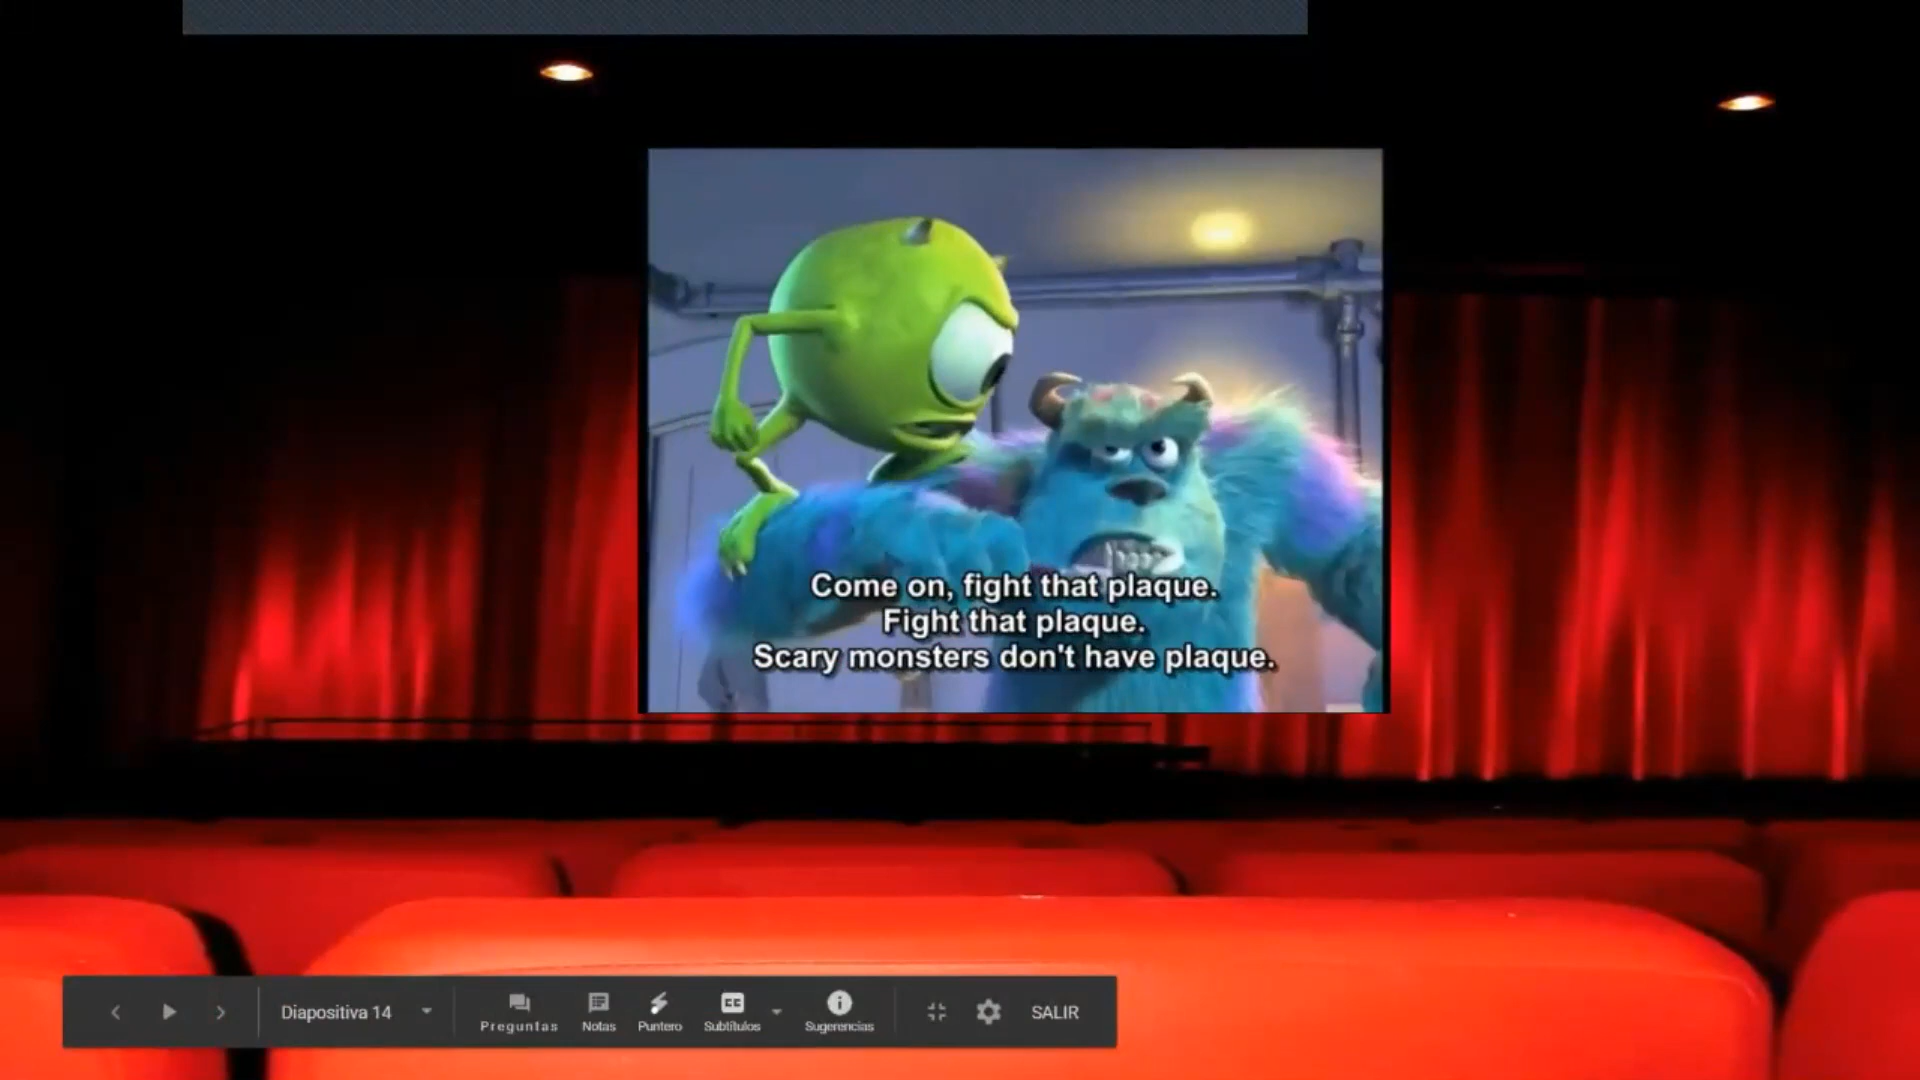 Come on, fight that plaque.
Fight that plaque.
Scary monsters don't have plaque.
Diapositiva 14
Preguntas
Notas
Puntero
Subtítulos
Sugerencias
SALIR